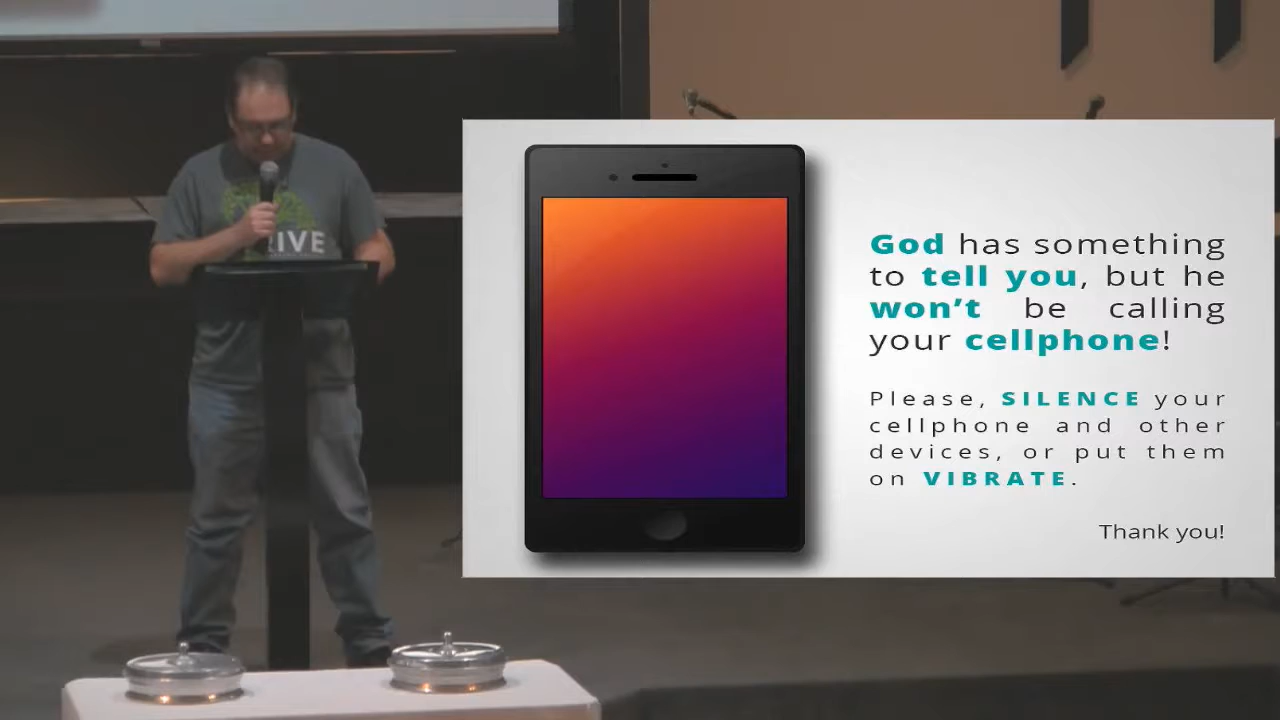 RIVE
God has something
to tell you, but he
won’t be calling
your cellphone!
Please, SILENCE your
cellphone and other
devices, or put them
on VIBRATE.
Thank you!